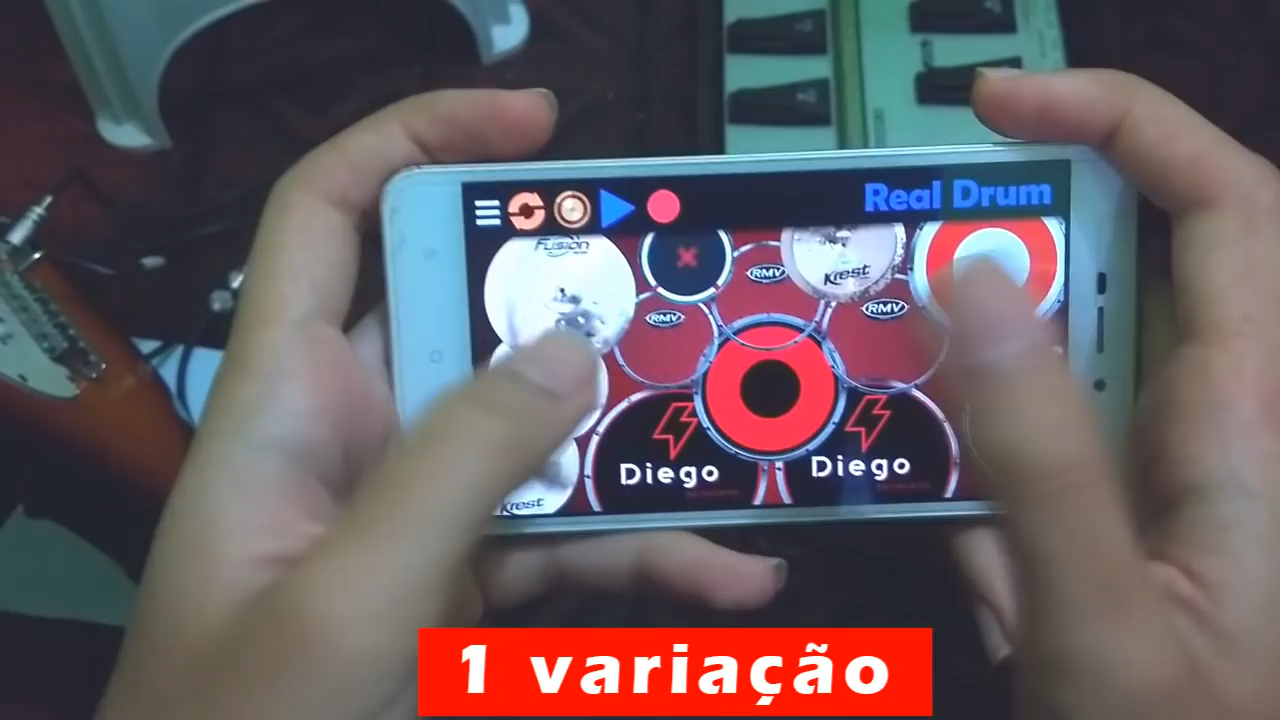 Real Drum
Fusion
x
RMV
Krest
RMV
RMV
Diego
Diego
Krest
1 variação